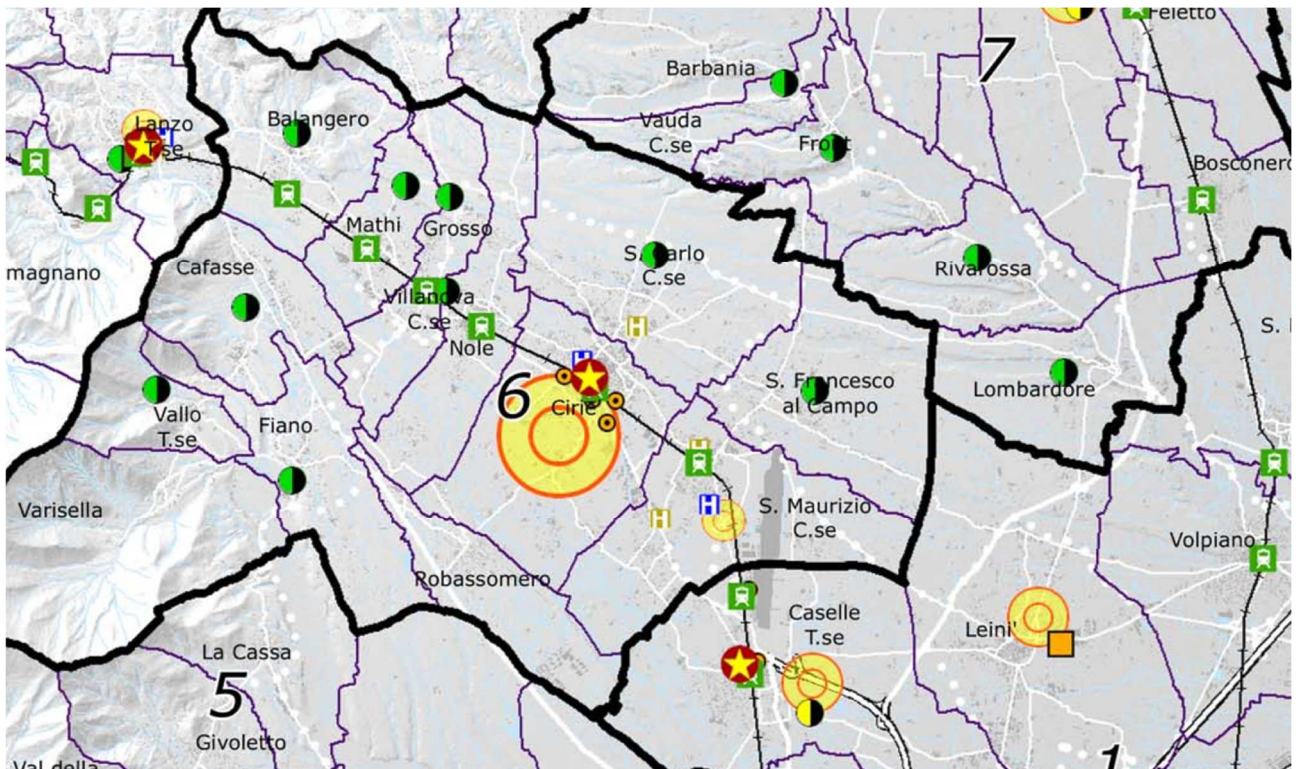 Feletto
7
Barbania
Lanzo
T.se
Balangero
Vauda
C.se
Front
Bosconero
Mathi
Grosso
S. Carlo
C.se
magnano
Cafasse
Rivarossa
Villanova
C.se
S.
Nole
6
Ciriè
S. Francesco
al Campo
Lombardore
Vallo
T.se
Fiano
Varisella
S. Maurizio
C.se
Volpiano
Robassomero
Caselle
T.se
Leini'
La Cassa
5
Givoletto
1
Val della